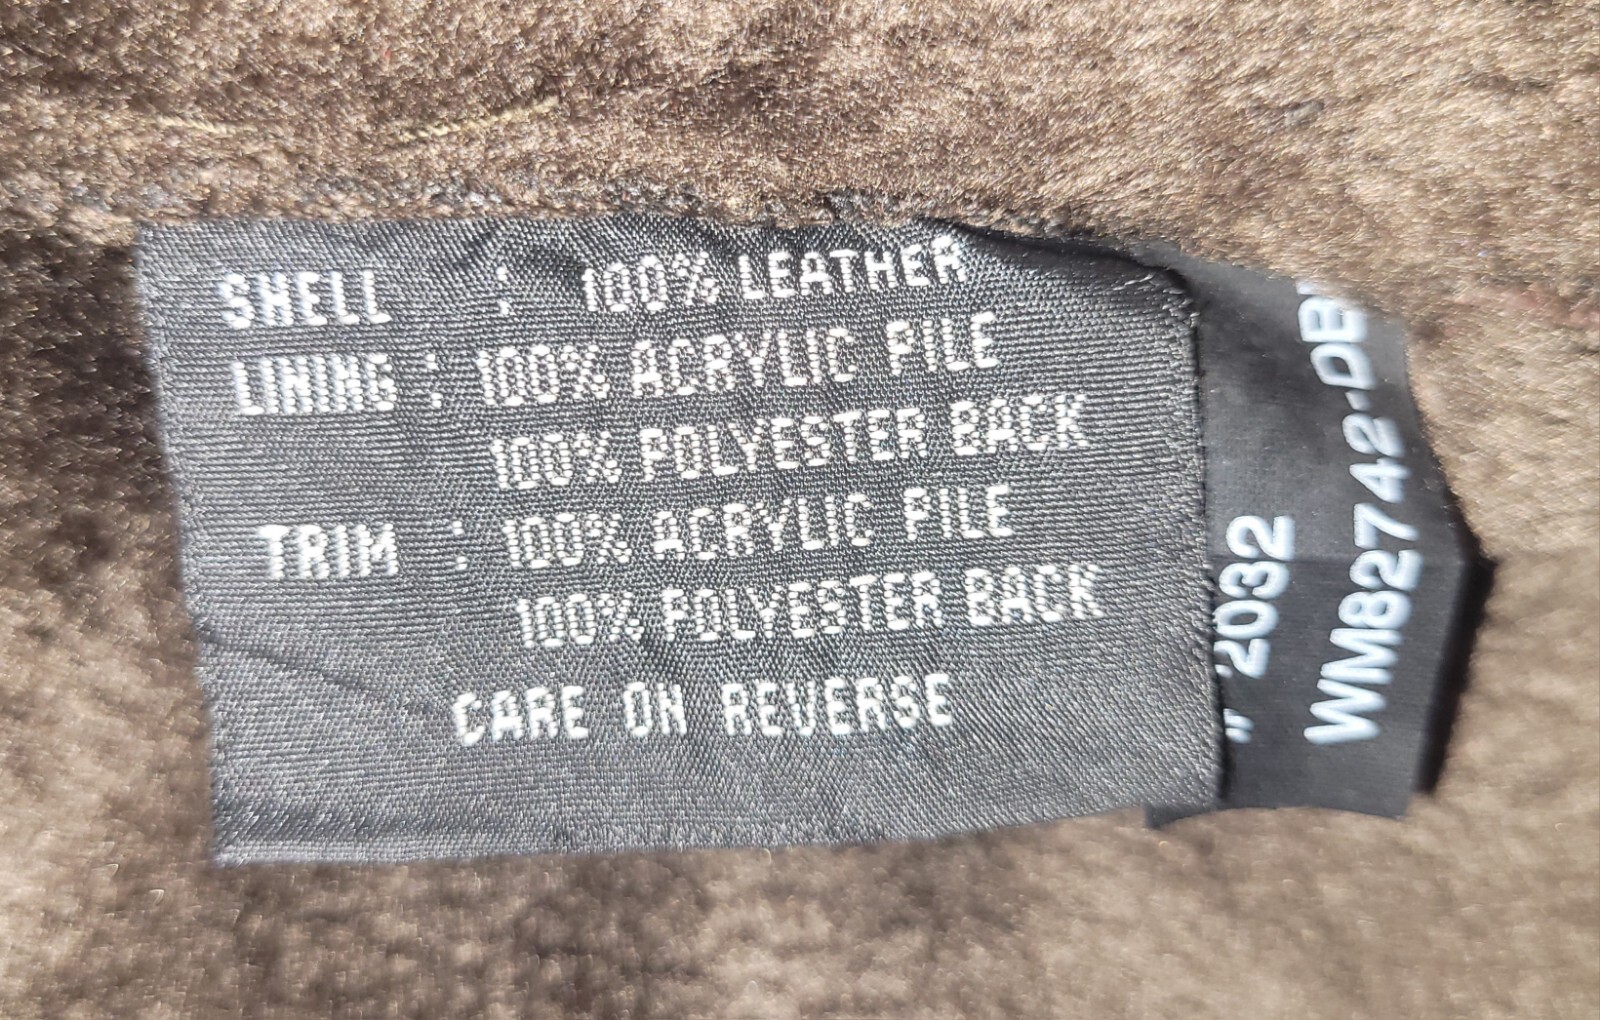 SHELL : 100% LEATHER
LINING : 100% ACRYLIC PILE
100% POLYESTER BACK
TRIM : 100% ACRYLIC PILE
100% POLYESTER BACK
CARE ON REVERSE
2032
WM82742-DB